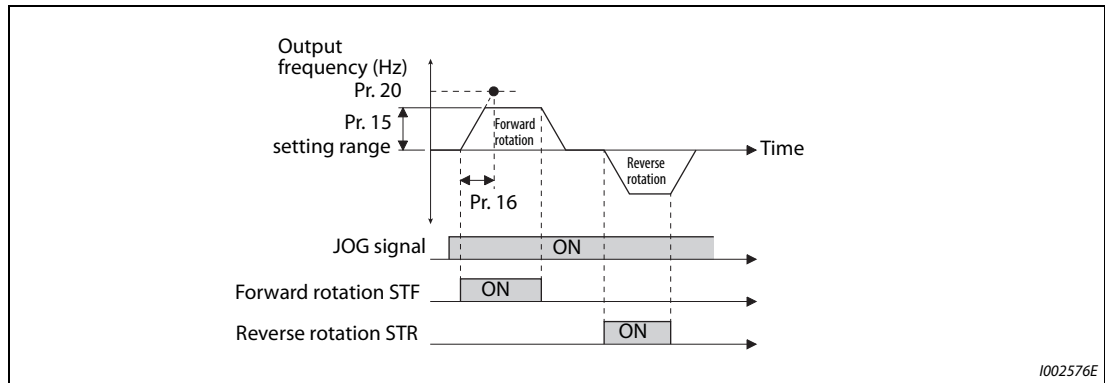 Output
frequency (Hz)
Pr. 20
Pr. 15
setting range
Forward
rotation
Time
Reverse
rotation
Pr. 16
JOG signal
ON
Forward rotation STF
ON
Reverse rotation STR
ON
I002576E